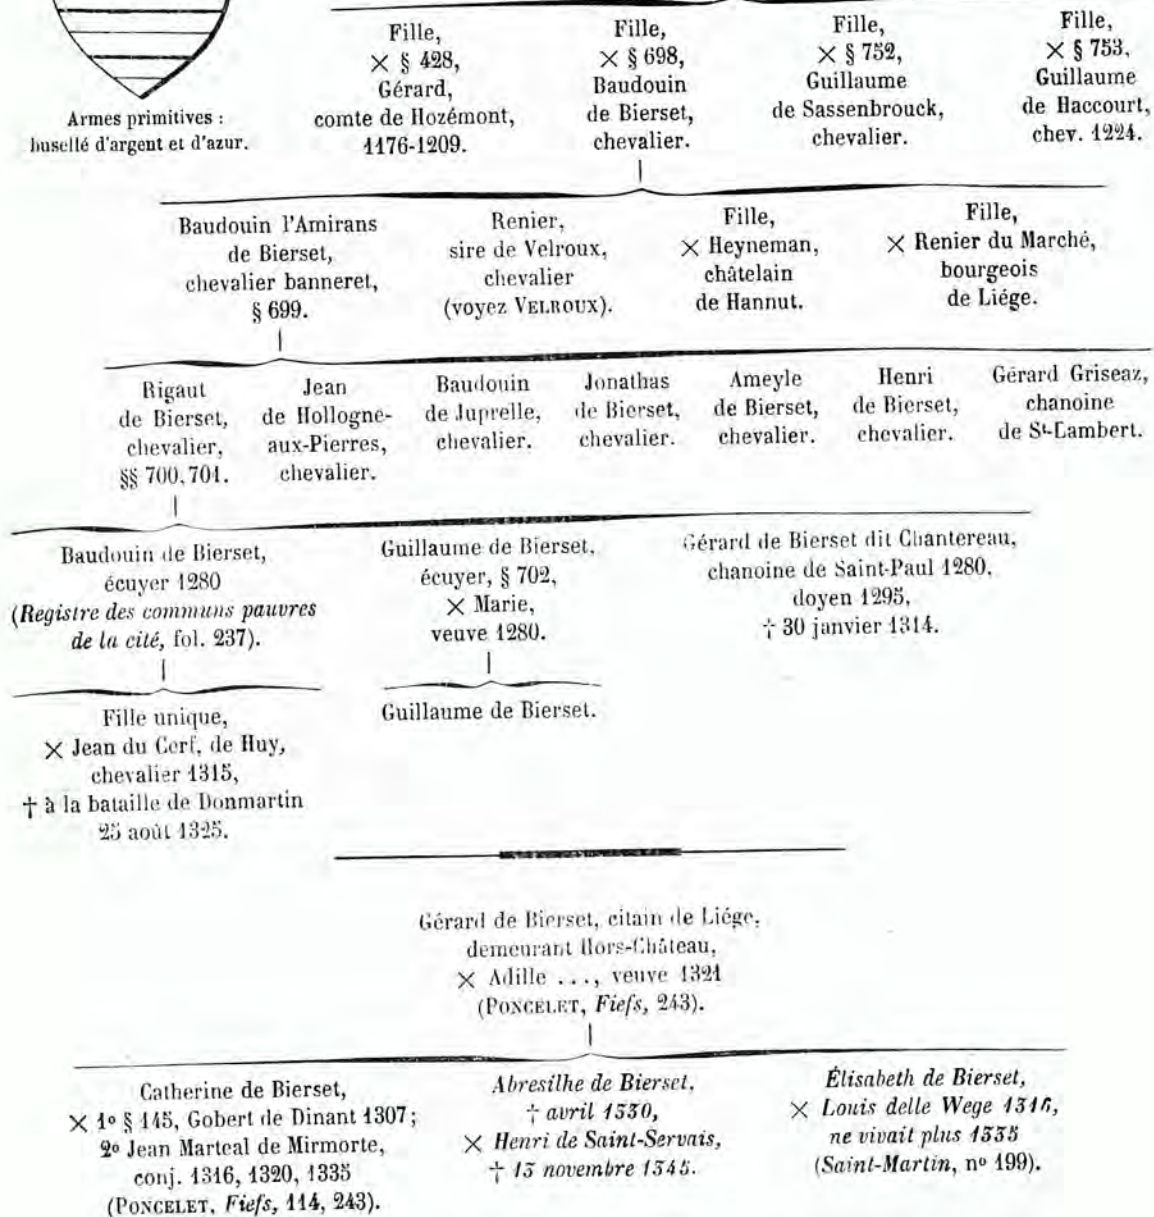 Armes primitives :
busellé d'argent et d'azur.
Fille,
× § 428,
Gérard,
comte de Hozémont,
1176-1209.
Fille,
× § 698,
Baudouin
de Bierset,
chevalier.
Fille,
× § 752,
Guillaume
de Sassenbrouck,
chevalier.
Fille,
× § 753,
Guillaume
de Haccourt,
chev. 1224.
Baudouin l'Amirans
de Bierset,
chevalier banneret,
§ 699.
Renier,
sire de Velroux,
chevalier
(voyez VELROUX).
Fille,
× Heyneman,
châtelain
de Hannut.
Fille,
× Renier du Marché,
bourgeois
de Liége.
Rigaut
de Bierset,
chevalier,
§§ 700, 701.
Jean
de Hollogne-
aux-Pierres,
chevalier.
Baudouin
de Juprelle,
chevalier.
Jonathas
de Bierset,
chevalier.
Ameyle
de Bierset,
chevalier.
Henri
de Bierset,
chevalier.
Gérard Griseaz,
chanoine
de St-Lambert.
Baudouin de Bierset,
écuyer 1280
(Registre des communs pauvres
de la cité, fol. 237).
Guillaume de Bierset,
écuyer, § 702,
× Marie,
veuve 1280.
Gérard de Bierset dit Chantereau,
chanoine de Saint-Paul 1280,
doyen 1295,
† 30 janvier 1314.
Fille unique,
× Jean du Cerf, de Huy,
chevalier 1315,
† à la bataille de Donmartin
25 août 1325.
Guillaume de Bierset.
Gérard de Bierset, citain de Liége,
demeurant Hors-Château,
× Adille ..., veuve 1321
(PONCELET, Fiefs, 243).
Catherine de Bierset,
× 1º § 145, Gobert de Dinant 1307;
2º Jean Marteal de Mirmorte,
conj. 1316, 1320, 1335
(PONCELET, Fiefs, 114, 243).
Abresilhe de Bierset,
† avril 1330,
× Henri de Saint-Servais,
† 13 novembre 1345.
Élisabeth de Bierset,
× Louis delle Wege 1316,
ne vivait plus 1335
(Saint-Martin, nº 199).